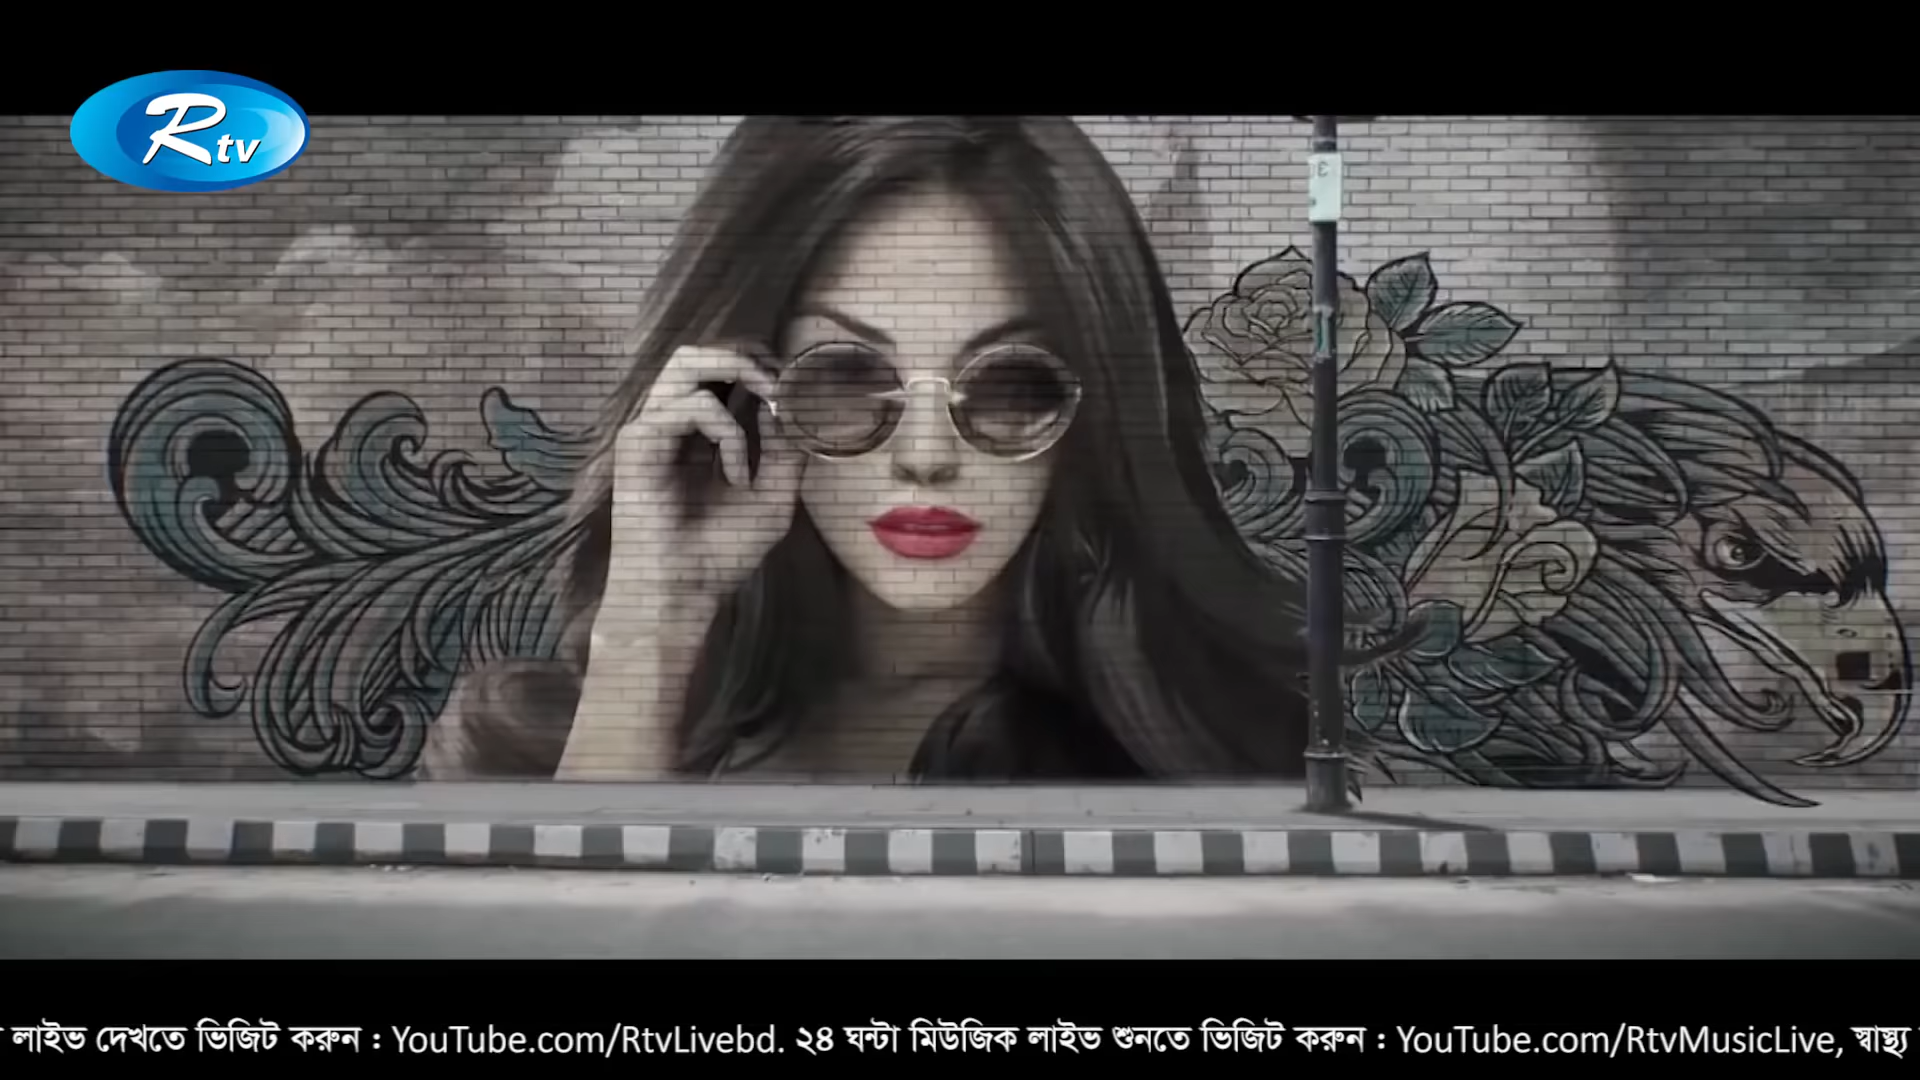 Rtv
লাইভ দেখতে ভিজিট করুন : YouTube.com/RtvLivebd. ২৪ ঘন্টা মিউজিক লাইভ শুনতে ভিজিট করুন : YouTube.com/RtvMusicLive, স্বাস্থ্য